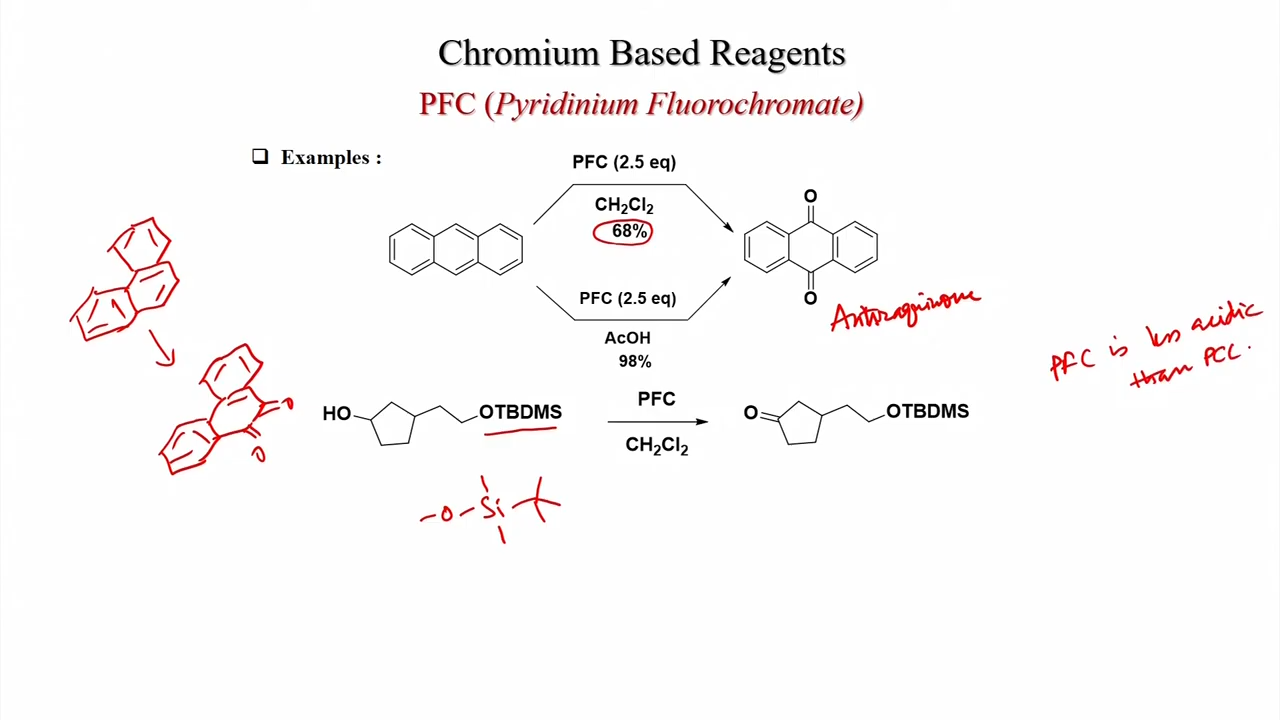 Chromium Based Reagents
PFC (Pyridinium Fluorochromate)
❑ Examples :
PFC (2.5 eq)
CH2Cl2
68%
O
O
PFC (2.5 eq)
AcOH
98%
Antraquinone
PFC is less acidic
than PCC.
O
O
HO
OTBDMS
PFC
CH2Cl2
O
OTBDMS
-O-Si